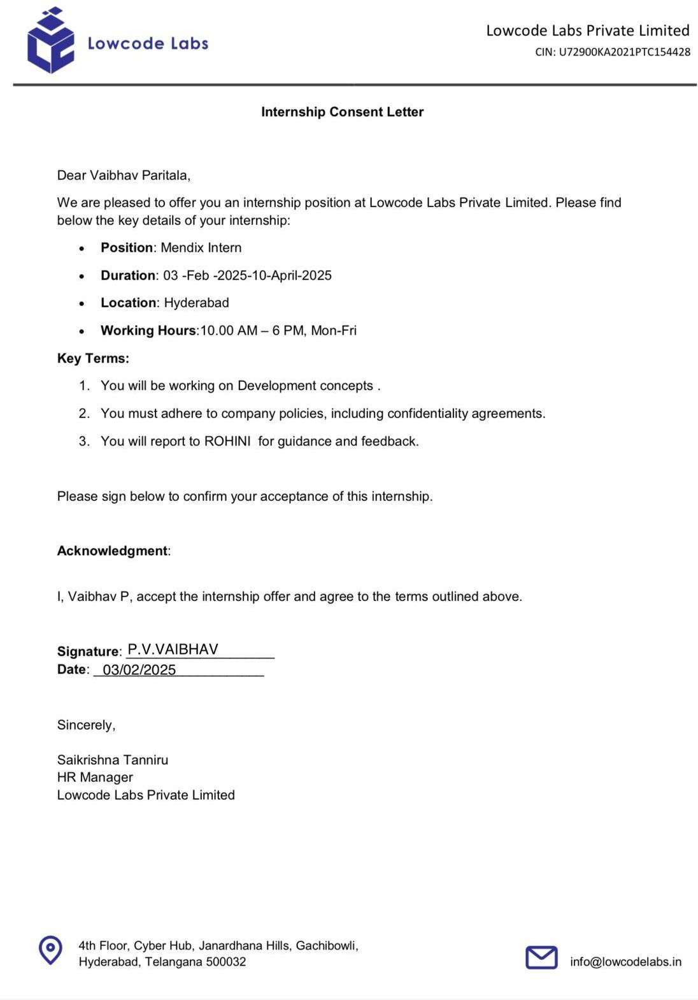 Lowcode Labs
Lowcode Labs Private Limited
CIN: U72900KA2021PTC154428
Internship Consent Letter
Dear Vaibhav Paritala,
We are pleased to offer you an internship position at Lowcode Labs Private Limited. Please find
below the key details of your internship:
• Position: Mendix Intern
• Duration: 03 -Feb -2025-10-April-2025
• Location: Hyderabad
• Working Hours:10.00 AM – 6 PM, Mon-Fri
Key Terms:
1. You will be working on Development concepts .
2. You must adhere to company policies, including confidentiality agreements.
3. You will report to ROHINI  for guidance and feedback.
Please sign below to confirm your acceptance of this internship.
Acknowledgment:
I, Vaibhav P, accept the internship offer and agree to the terms outlined above.
Signature: P.V.VAIBHAV
Date: 03/02/2025
Sincerely,
Saikrishna Tanniru
HR Manager
Lowcode Labs Private Limited
4th Floor, Cyber Hub, Janardhana Hills, Gachibowli,
Hyderabad, Telangana 500032
info@lowcodelabs.in